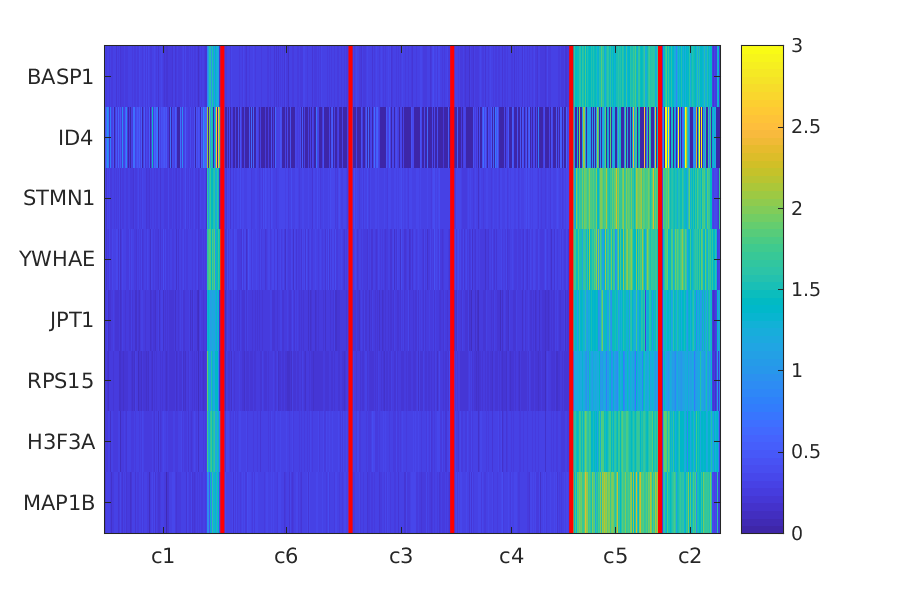 BASP1
ID4
STMN1
YWHAE
JPT1
RPS15
H3F3A
MAP1B
c1 c6 c3 c4 c5 c2
3
2.5
2
1.5
1
0.5
0